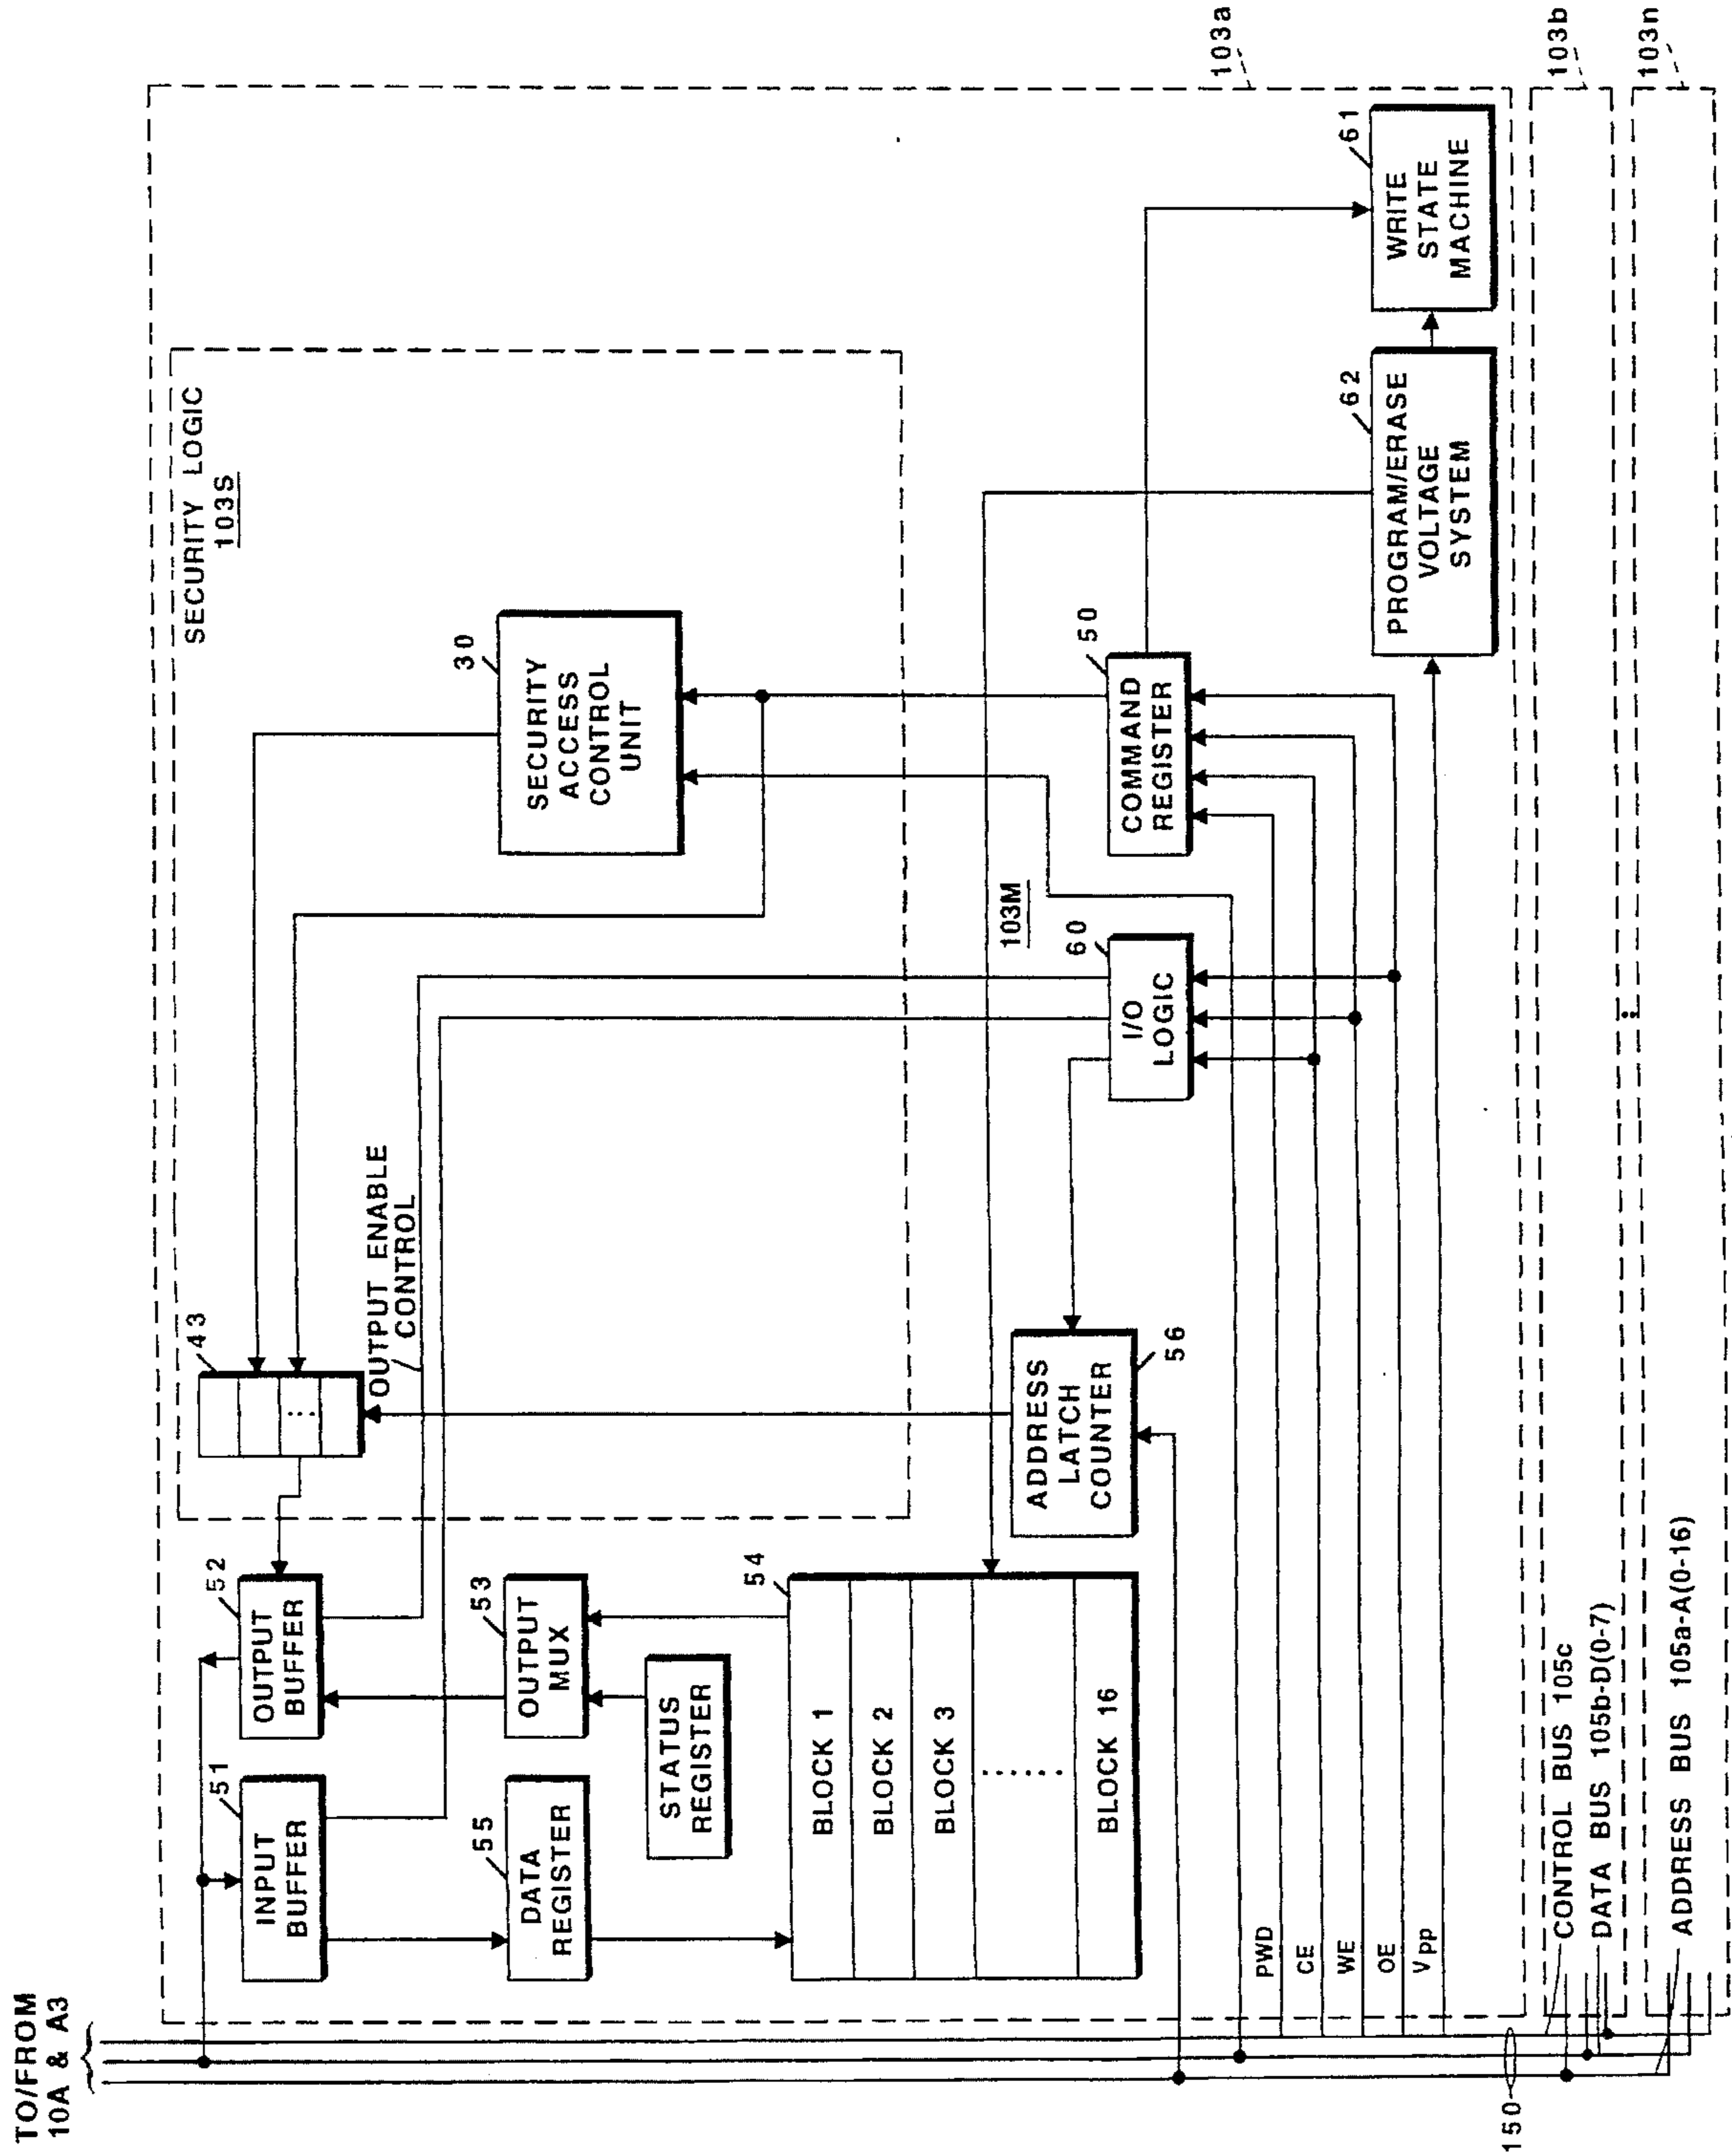 TO/FROM
10A & A3
SECURITY LOGIC
103S
43
OUTPUT ENABLE
CONTROL
30
SECURITY
ACCESS
CONTROL
UNIT
52
OUTPUT
BUFFER
51
INPUT
BUFFER
53
OUTPUT
MUX
55
DATA
REGISTER
STATUS
REGISTER
54
BLOCK 1
BLOCK 2
BLOCK 3
BLOCK 16
ADDRESS
LATCH
COUNTER
56
103M
60
I/O
LOGIC
50
COMMAND
REGISTER
62
PROGRAM/ERASE
VOLTAGE
SYSTEM
61
WRITE
STATE
MACHINE
PWD
CE
WE
OE
Vpp
103a
103b
103n
150
CONTROL BUS 105c
DATA BUS 105b-D(0-7)
ADDRESS BUS 105a-A(0-16)